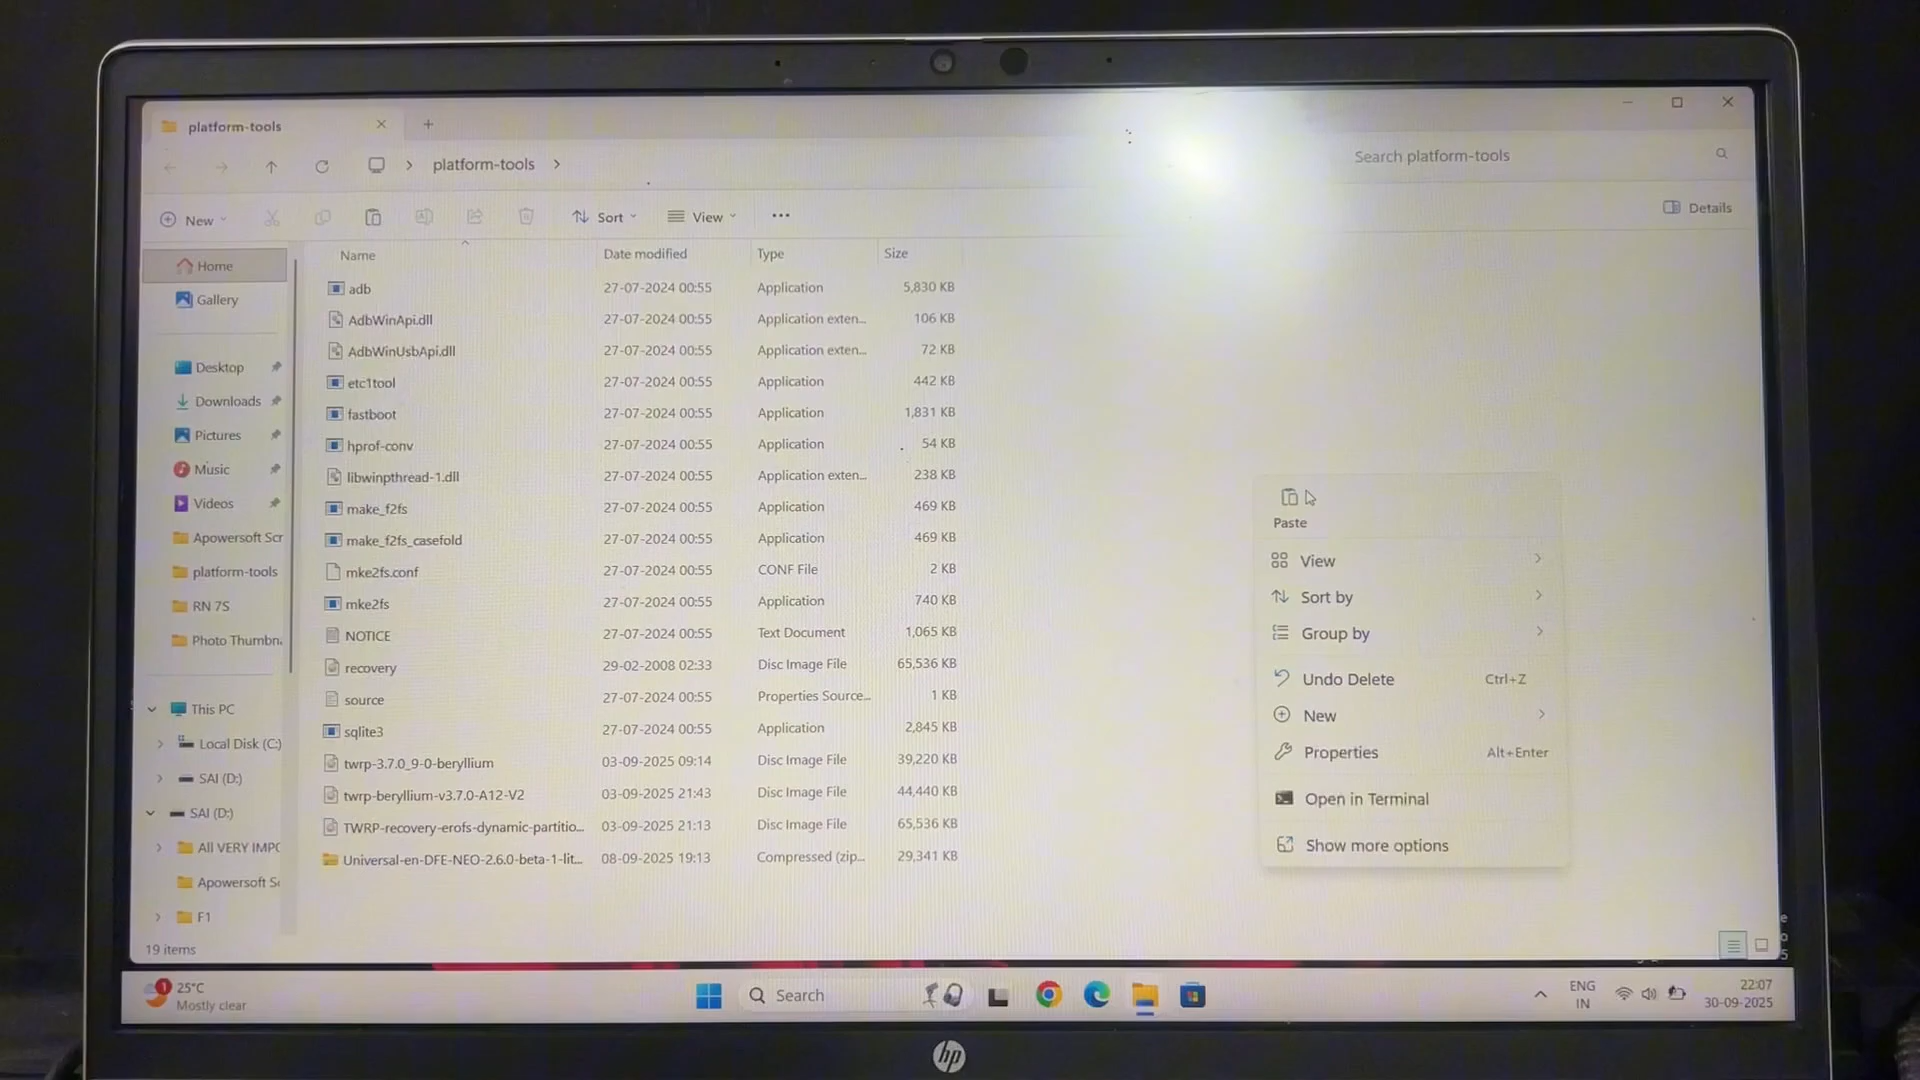 platform-tools
platform-tools
Search platform-tools
New
Sort
View
Details
Name Date modified Type Size
Home
Gallery
Desktop
Downloads
Pictures
Music
Videos
Apowersoft Scr
platform-tools
RN 7S
Photo Thumbna
This PC
Local Disk (C:)
SAI (D:)
SAI (D:)
All VERY IMPO
Apowersoft Sc
F1
adb 27-07-2024 00:55 Application 5,830 KB
AdbWinApi.dll 27-07-2024 00:55 Application exten... 106 KB
AdbWinUsbApi.dll 27-07-2024 00:55 Application exten... 72 KB
etc1tool 27-07-2024 00:55 Application 442 KB
fastboot 27-07-2024 00:55 Application 1,831 KB
hprof-conv 27-07-2024 00:55 Application 54 KB
libwinpthread-1.dll 27-07-2024 00:55 Application exten... 238 KB
make_f2fs 27-07-2024 00:55 Application 469 KB
make_f2fs_casefold 27-07-2024 00:55 Application 469 KB
mke2fs.conf 27-07-2024 00:55 CONF File 2 KB
mke2fs 27-07-2024 00:55 Application 740 KB
NOTICE 27-07-2024 00:55 Text Document 1,065 KB
recovery 29-02-2008 02:33 Disc Image File 65,536 KB
source 27-07-2024 00:55 Properties Source... 1 KB
sqlite3 27-07-2024 00:55 Application 2,845 KB
twrp-3.7.0_9-0-beryllium 03-09-2025 09:14 Disc Image File 39,220 KB
twrp-beryllium-v3.7.0-A12-V2 03-09-2025 21:43 Disc Image File 44,440 KB
TWRP-recovery-erofs-dynamic-partitio... 03-09-2025 21:13 Disc Image File 65,536 KB
Universal-en-DFE-NEO-2.6.0-beta-1-lit... 08-09-2025 19:13 Compressed (zip... 29,341 KB
Paste
View
Sort by
Group by
Undo Delete Ctrl+Z
New
Properties Alt+Enter
Open in Terminal
Show more options
19 items
1
25°C
Mostly clear
Search
ENG
IN
22:07
30-09-2025
hp